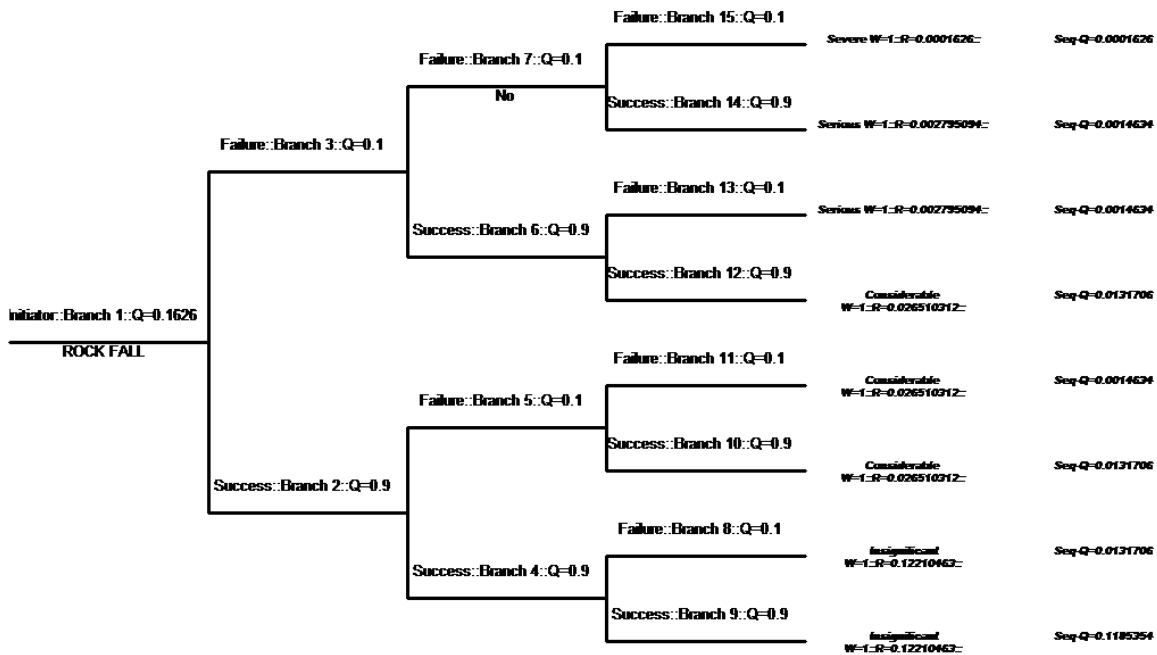 Failure::Branch 15::Q=0.1
Severe W=1::R=0.0001626:: Seq-Q=0.0001626
Failure::Branch 7::Q=0.1
No
Success::Branch 14::Q=0.9
Serious W=1::R=0.002795094:: Seq-Q=0.0014634
Failure::Branch 3::Q=0.1
Failure::Branch 13::Q=0.1
Serious W=1::R=0.002795094:: Seq-Q=0.0014634
Success::Branch 6::Q=0.9
Success::Branch 12::Q=0.9
Considerable
W=1::R=0.026510312:: Seq-Q=0.0131706
Initiator::Branch 1::Q=0.1626
ROCK FALL
Failure::Branch 11::Q=0.1
Considerable
W=1::R=0.026510312:: Seq-Q=0.0014634
Failure::Branch 5::Q=0.1
Success::Branch 10::Q=0.9
Considerable
W=1::R=0.026510312:: Seq-Q=0.0131706
Success::Branch 2::Q=0.9
Failure::Branch 8::Q=0.1
Insignificant
W=1::R=0.12210463:: Seq-Q=0.0131706
Success::Branch 4::Q=0.9
Success::Branch 9::Q=0.9
Insignificant
W=1::R=0.12210463:: Seq-Q=0.1185354